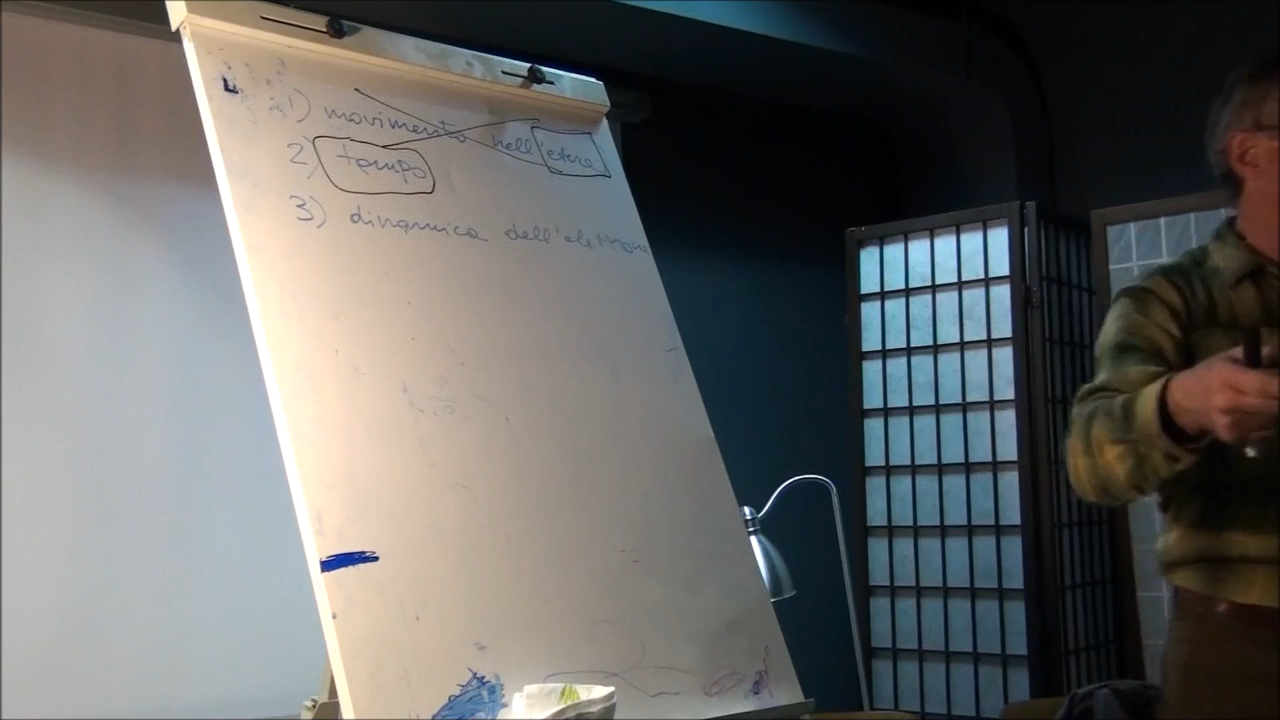 1) movimento nell'etere
2) tempo
3) dinamica dell'elettrone